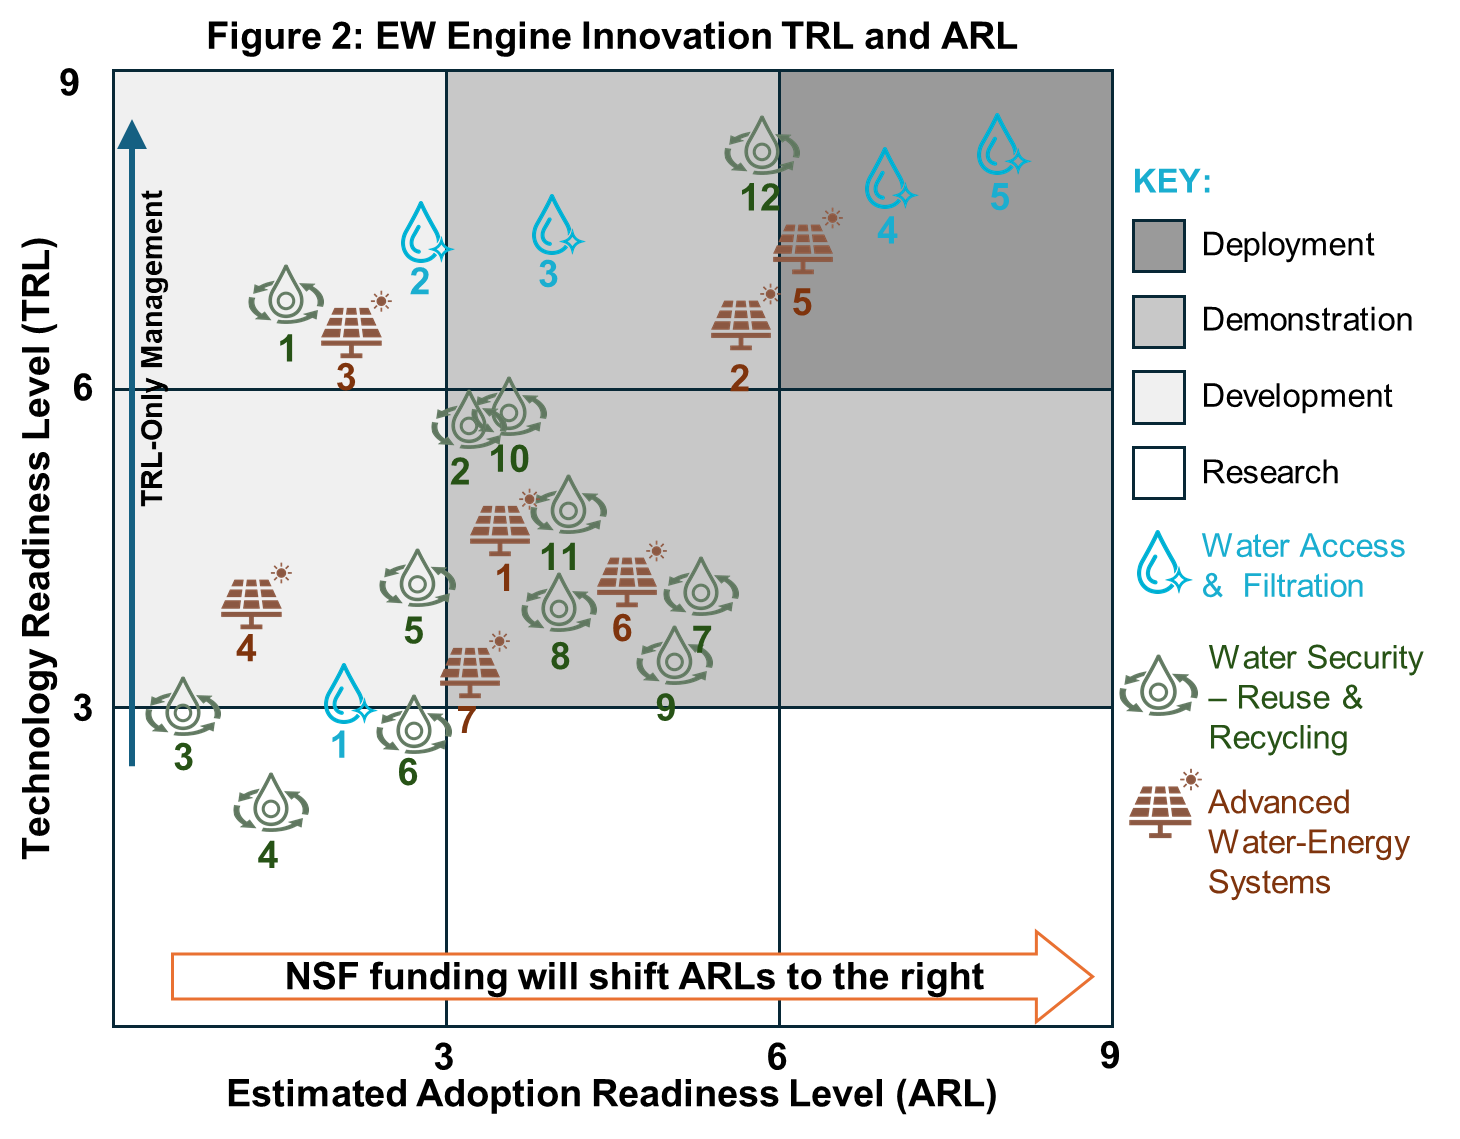 Figure 2: EW Engine Innovation TRL and ARL
9
6
3
Technology Readiness Level (TRL)
TRL-Only Management
12
5
4
2
3
5
1
3
2
2
10
11
1
4
5
6
7
8
9
3
1
7
6
4
NSF funding will shift ARLs to the right
3
6
9
Estimated Adoption Readiness Level (ARL)
KEY:
Deployment
Demonstration
Development
Research
Water Access
& Filtration
Water Security
– Reuse &
Recycling
Advanced
Water-Energy
Systems